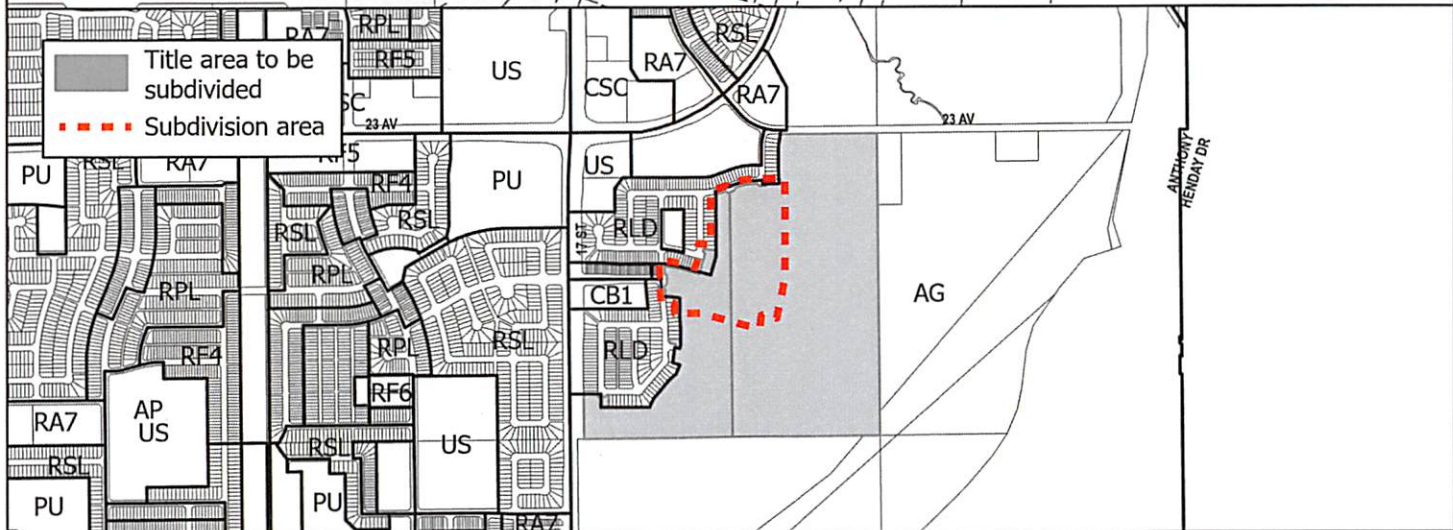 RA7
RPL
RF5
US
CSC
RA7
RSL
RA7
Title area to be
subdivided
Subdivision area
SC
23 AV
23 AV
PU
RSL
RA7
RF5
RF4
PU
US
ANTHONY
HENDAY DR
RSL
RSL
RLD
17 ST
RPL
RPL
CB1
AG
RF4
RPL
RSL
RLD
RF6
RA7
AP
US
RSL
RSL
US
PU
PU
RA7